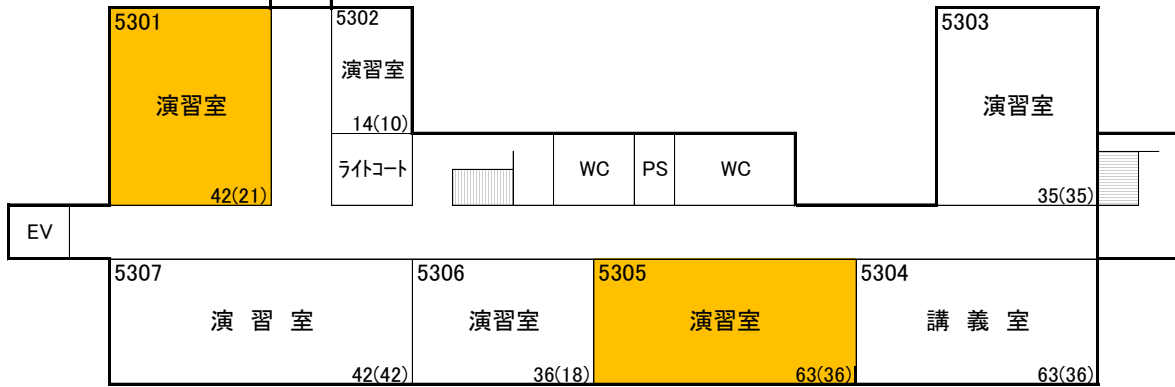 5301
演習室
42(21)
5302
演習室
14(10)
ライトコート
WC
PS
WC
5303
演習室
35(35)
EV
5307
演 習 室
42(42)
5306
演習室
36(18)
5305
演習室
63(36)
5304
講 義 室
63(36)